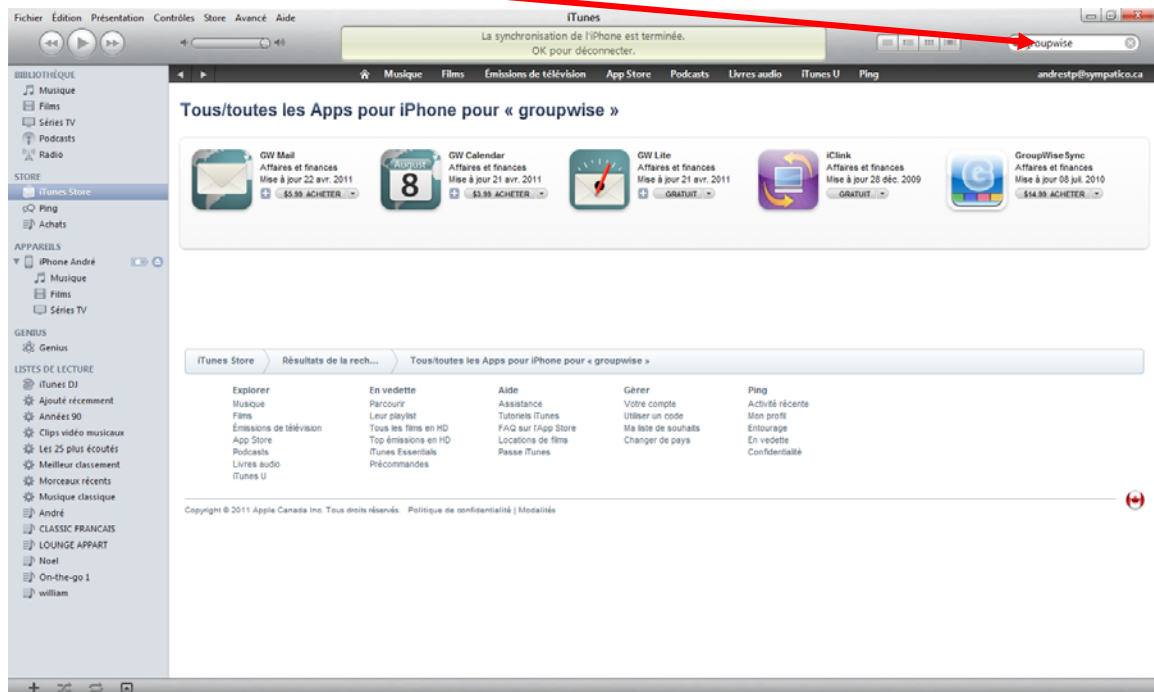 Fichier Édition Présentation Contrôles Store Avancé Aide
iTunes
La synchronisation de l'iPhone est terminée.
OK pour déconnecter.
groupwise
BIBLIOTHÈQUE
Musique
Films
Séries TV
Podcasts
Radio
STORE
iTunes Store
Ping
Achats
APPAREILS
iPhone André
Musique
Films
Séries TV
GENIUS
Genius
LISTES DE LECTURE
iTunes DJ
Ajouté récemment
Années 90
Clips vidéo musicaux
Les 25 plus écoutés
Meilleur classement
Morceaux récents
Musique classique
André
CLASSIC FRANCAIS
LOUNGE APPART
Noel
On-the-go 1
william
Musique Films Émissions de télévision App Store Podcasts Livres audio iTunes U Ping
andrestp@sympatico.ca
Tous/toutes les Apps pour iPhone pour « groupwise »
GW Mail
Affaires et finances
Mise à jour 22 avr. 2011
$5.99 ACHETER
August
8
GW Calendar
Affaires et finances
Mise à jour 21 avr. 2011
$3.99 ACHETER
GW Lite
Affaires et finances
Mise à jour 21 avr. 2011
GRATUIT
iClink
Affaires et finances
Mise à jour 28 déc. 2009
GRATUIT
G
GroupWiseSync
Affaires et finances
Mise à jour 08 jul. 2010
$14.99 ACHETER
iTunes Store
Résultats de la rech...
Tous/toutes les Apps pour iPhone pour « groupwise »
Explorer
Musique
Films
Émissions de télévision
App Store
Podcasts
Livres audio
iTunes U
En vedette
Parcourir
Leur playlist
Tous les films en HD
Top émissions en HD
iTunes Essentials
Précommandes
Aide
Assistance
Tutoriels iTunes
FAQ sur l'App Store
Locations de films
Passe iTunes
Gérer
Votre compte
Utiliser un code
Ma liste de souhaits
Changer de pays
Ping
Activité récente
Mon profil
Entourage
En vedette
Confidentialité
Copyright © 2011 Apple Canada Inc. Tous droits réservés. Politique de confidentialité | Modalités